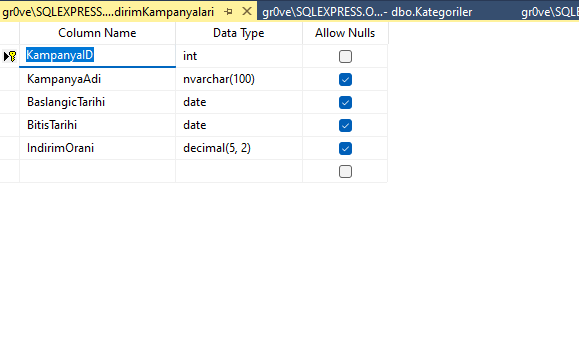 gr0ve\SQLEXPRESS....dirimKampanyalari gr0ve\SQLEXPRESS.O...- dbo.Kategoriler gr0ve\SQLE
Column Name Data Type Allow Nulls
KampanyaID int
KampanyaAdi nvarchar(100)
BaslangicTarihi date
BitisTarihi date
IndirimOrani decimal(5, 2)